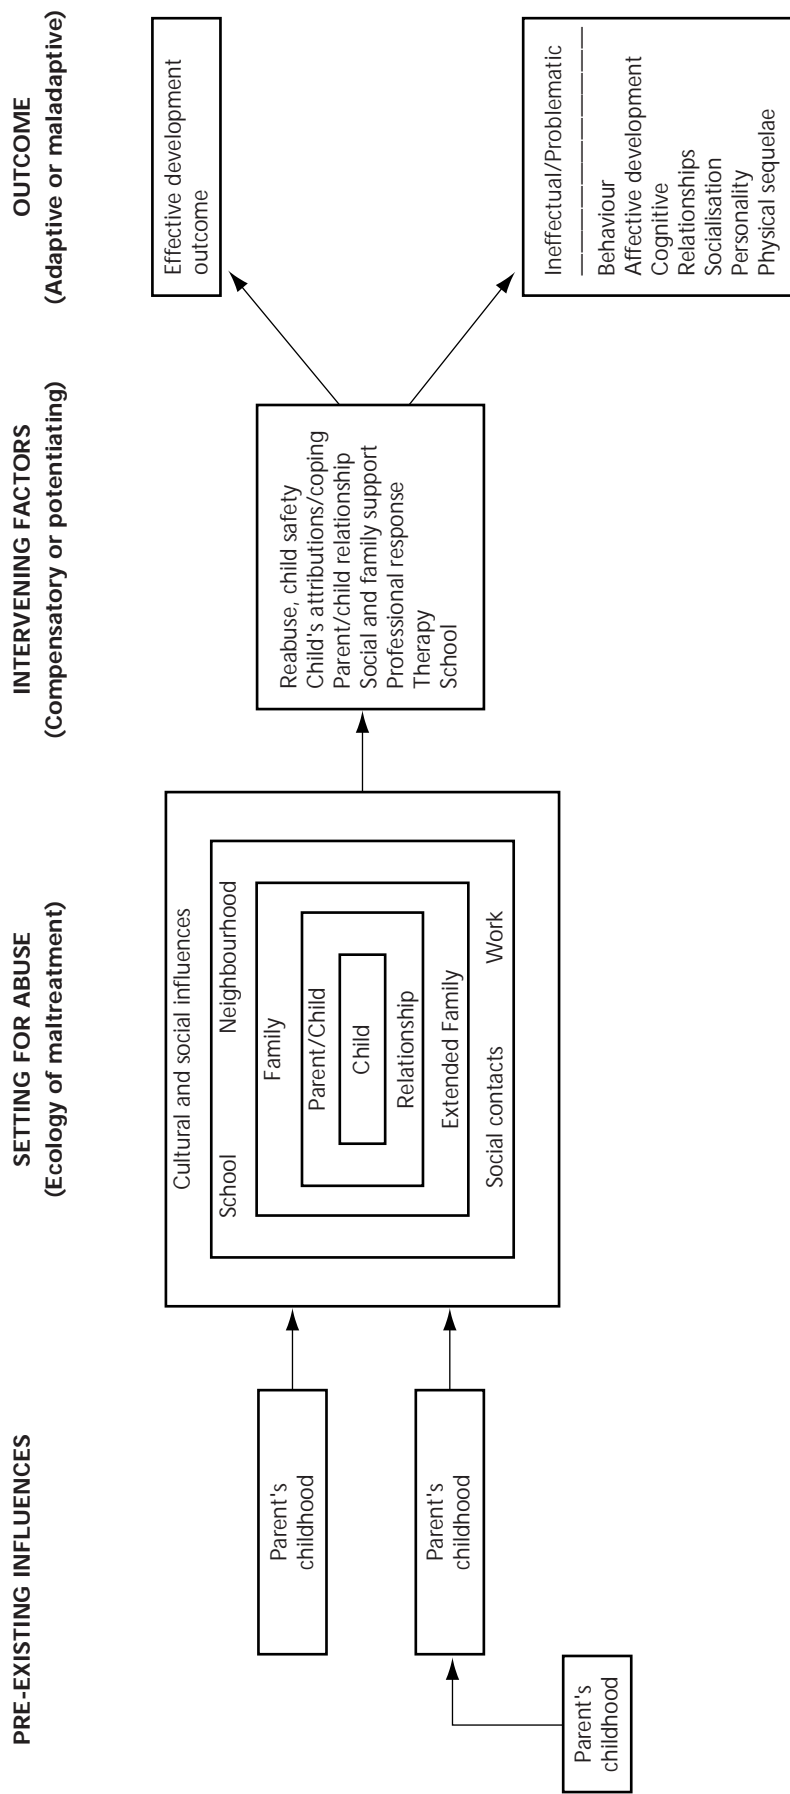 PRE-EXISTING INFLUENCES
Parent's
childhood
Parent's
childhood
Parent's
childhood
SETTING FOR ABUSE
(Ecology of maltreatment)
Cultural and social influences
School Neighbourhood
Family
Parent/Child
Child
Relationship
Extended Family
Social contacts Work
INTERVENING FACTORS
(Compensatory or potentiating)
Reabuse, child safety
Child's attributions/coping
Parent/child relationship
Social and family support
Professional response
Therapy
School
OUTCOME
(Adaptive or maladaptive)
Effective development
outcome
Ineffectual/Problematic
Behaviour
Affective development
Cognitive
Relationships
Socialisation
Personality
Physical sequelae